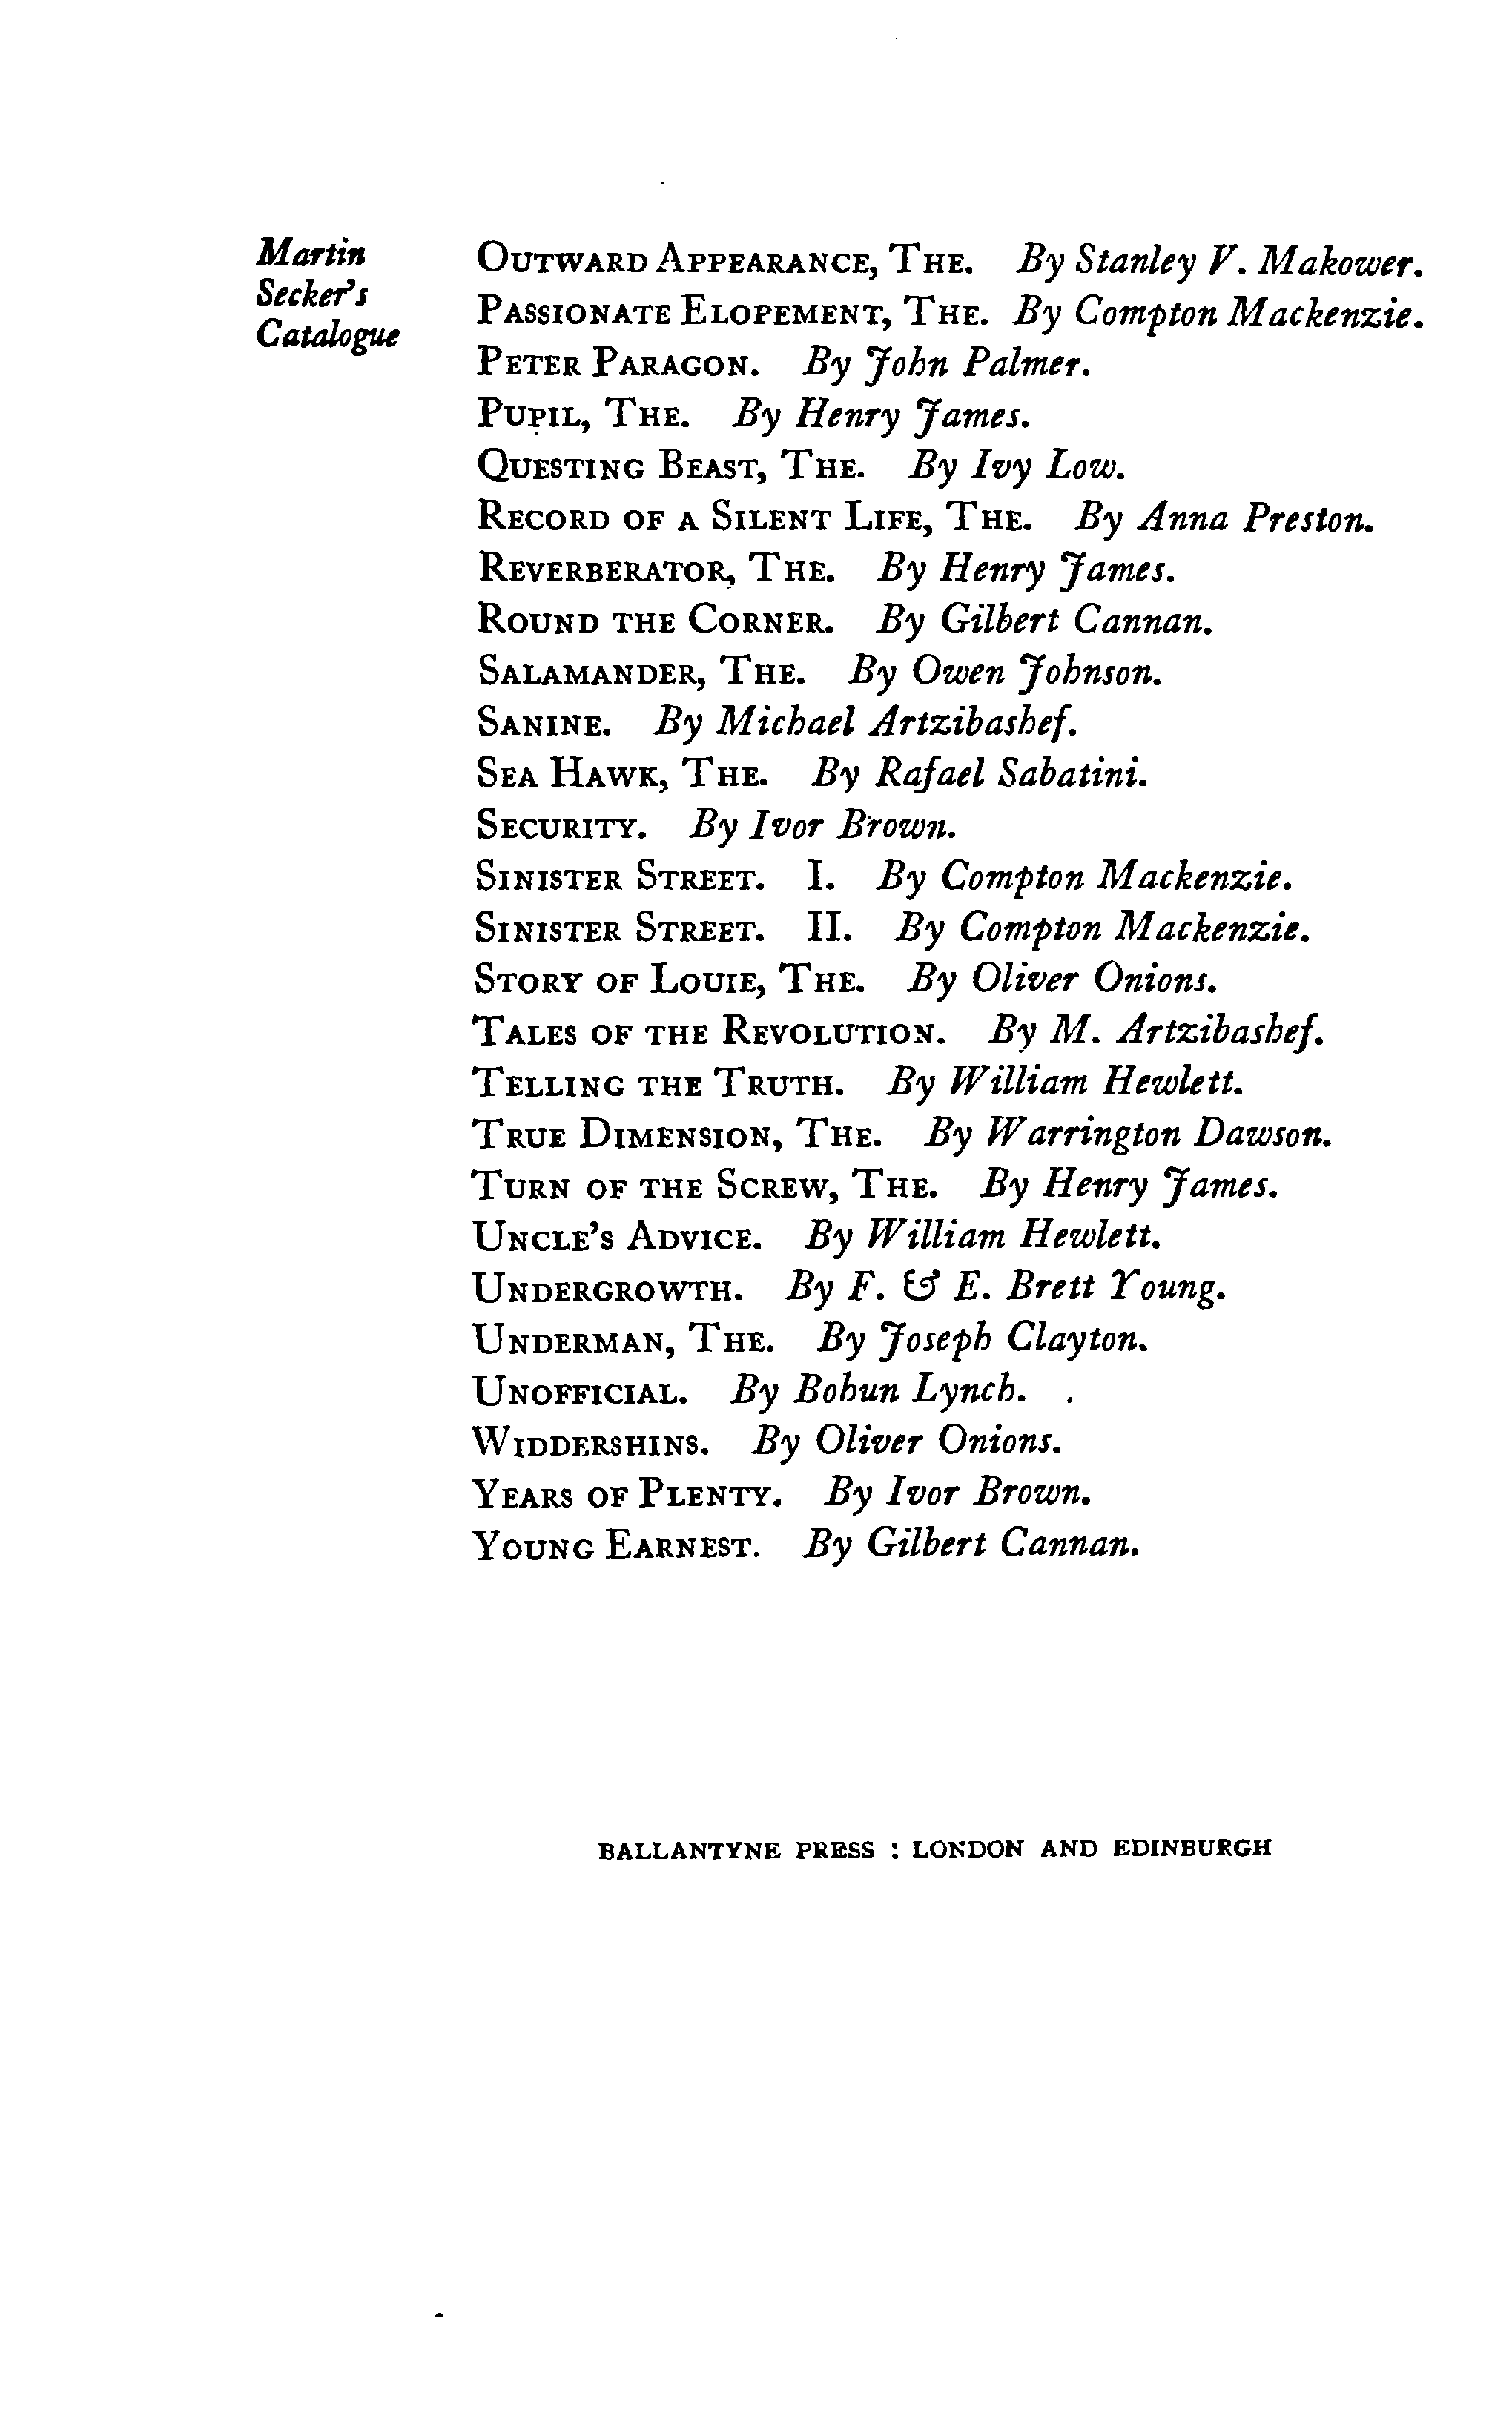 Martin
Secker's
Catalogue
OUTWARD APPEARANCE, THE. By Stanley V. Makower.
PASSIONATE ELOPEMENT, THE. By Compton Mackenzie.
PETER PARAGON. By John Palmer.
PUPIL, THE. By Henry James.
QUESTING BEAST, THE. By Ivy Low.
RECORD OF A SILENT LIFE, THE. By Anna Preston.
REVERBERATOR, THE. By Henry James.
ROUND THE CORNER. By Gilbert Cannan.
SALAMANDER, THE. By Owen Johnson.
SANINE. By Michael Artzibashef.
SEA HAWK, THE. By Rafael Sabatini.
SECURITY. By Ivor Brown.
SINISTER STREET. I. By Compton Mackenzie.
SINISTER STREET. II. By Compton Mackenzie.
STORY OF LOUIE, THE. By Oliver Onions.
TALES OF THE REVOLUTION. By M. Artzibashef.
TELLING THE TRUTH. By William Hewlett.
TRUE DIMENSION, THE. By Warrington Dawson.
TURN OF THE SCREW, THE. By Henry James.
UNCLE'S ADVICE. By William Hewlett.
UNDERGROWTH. By F. & E. Brett Young.
UNDERMAN, THE. By Joseph Clayton.
UNOFFICIAL. By Bohun Lynch.
WIDDERSHINS. By Oliver Onions.
YEARS OF PLENTY. By Ivor Brown.
YOUNG EARNEST. By Gilbert Cannan.
BALLANTYNE PRESS : LONDON AND EDINBURGH